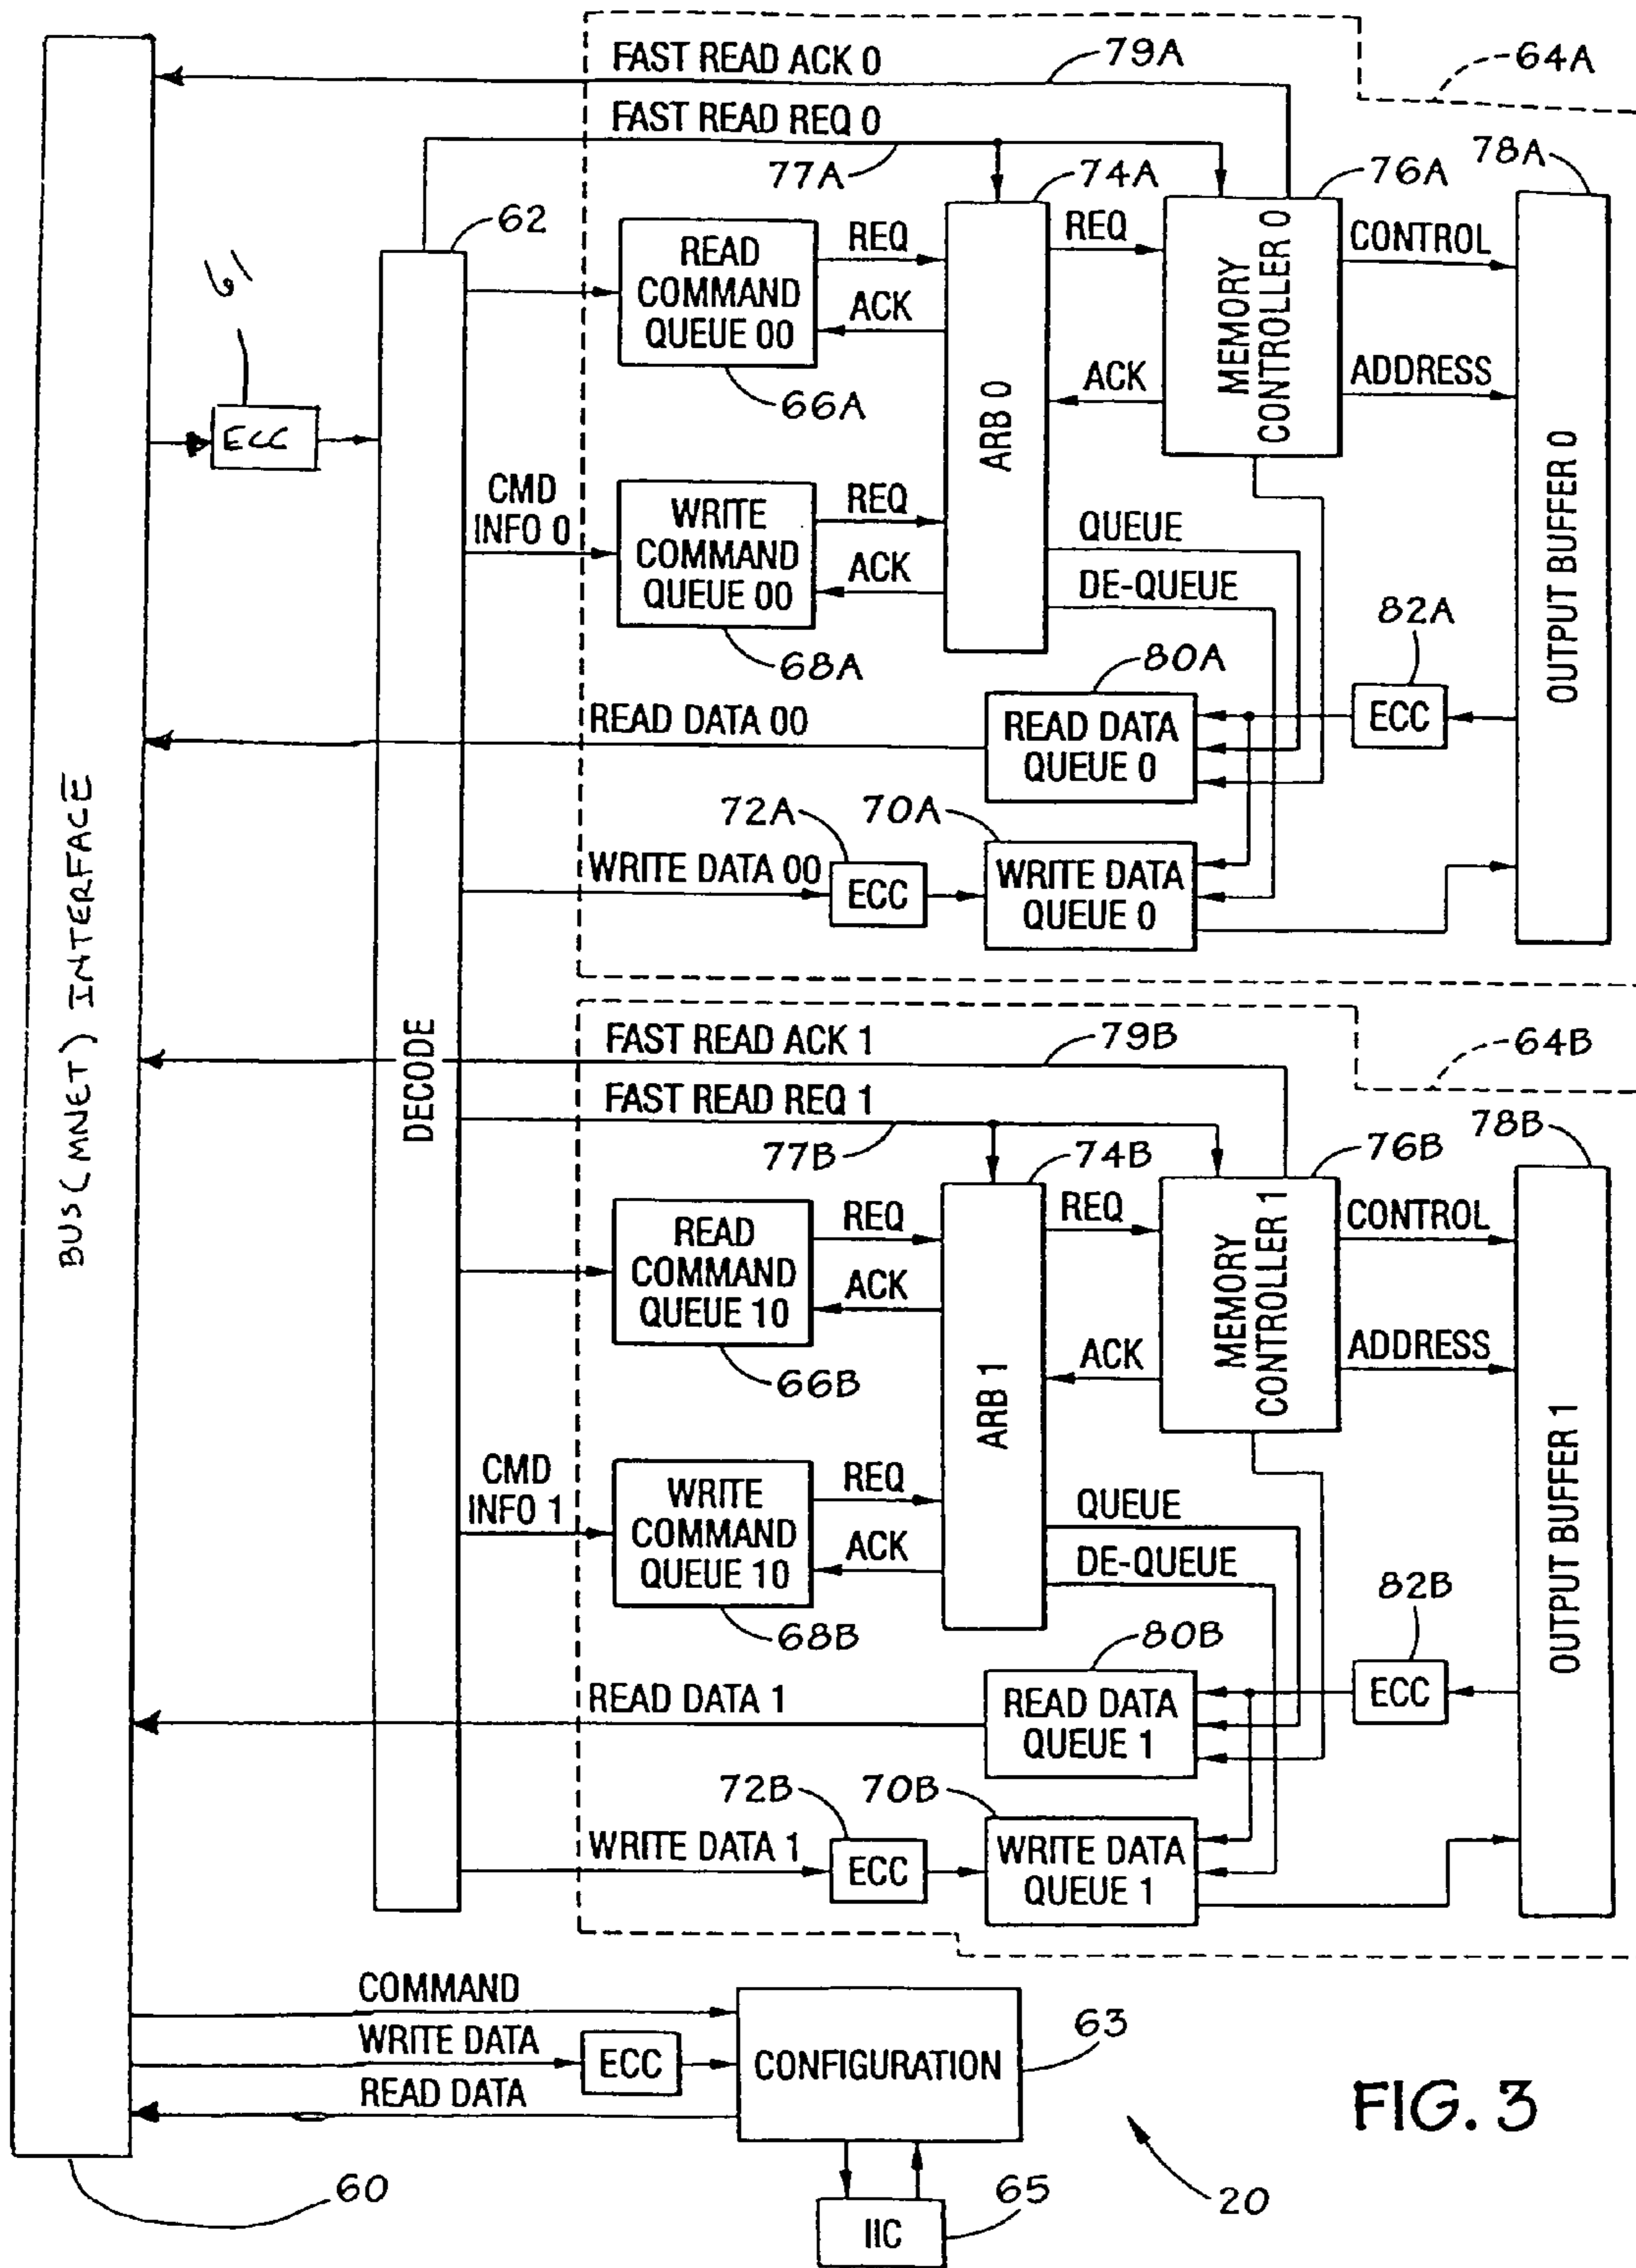 FAST READ ACK 0
79A
64A
FAST READ REQ 0
77A
74A
76A
78A
62
61
READ
COMMAND
QUEUE 00
REQ
ACK
66A
REQ
ACK
ARB 0
MEMORY
CONTROLLER 0
CONTROL
ADDRESS
OUTPUT BUFFER 0
ECC
CMD
INFO 0
WRITE
COMMAND
QUEUE 00
REQ
ACK
68A
QUEUE
DE-QUEUE
82A
80A
ECC
READ DATA 00
READ DATA
QUEUE 0
72A
70A
WRITE DATA 00
ECC
WRITE DATA
QUEUE 0
BUS (MNET) INTERFACE
DECODE
FAST READ ACK 1
79B
64B
FAST READ REQ 1
77B
74B
76B
78B
READ
COMMAND
QUEUE 10
REQ
ACK
66B
REQ
ACK
ARB 1
MEMORY
CONTROLLER 1
CONTROL
ADDRESS
OUTPUT BUFFER 1
CMD
INFO 1
WRITE
COMMAND
QUEUE 10
REQ
ACK
68B
QUEUE
DE-QUEUE
82B
80B
ECC
READ DATA 1
READ DATA
QUEUE 1
72B
70B
WRITE DATA 1
ECC
WRITE DATA
QUEUE 1
COMMAND
WRITE DATA
ECC
READ DATA
CONFIGURATION
63
60
65
IIC
20
FIG. 3